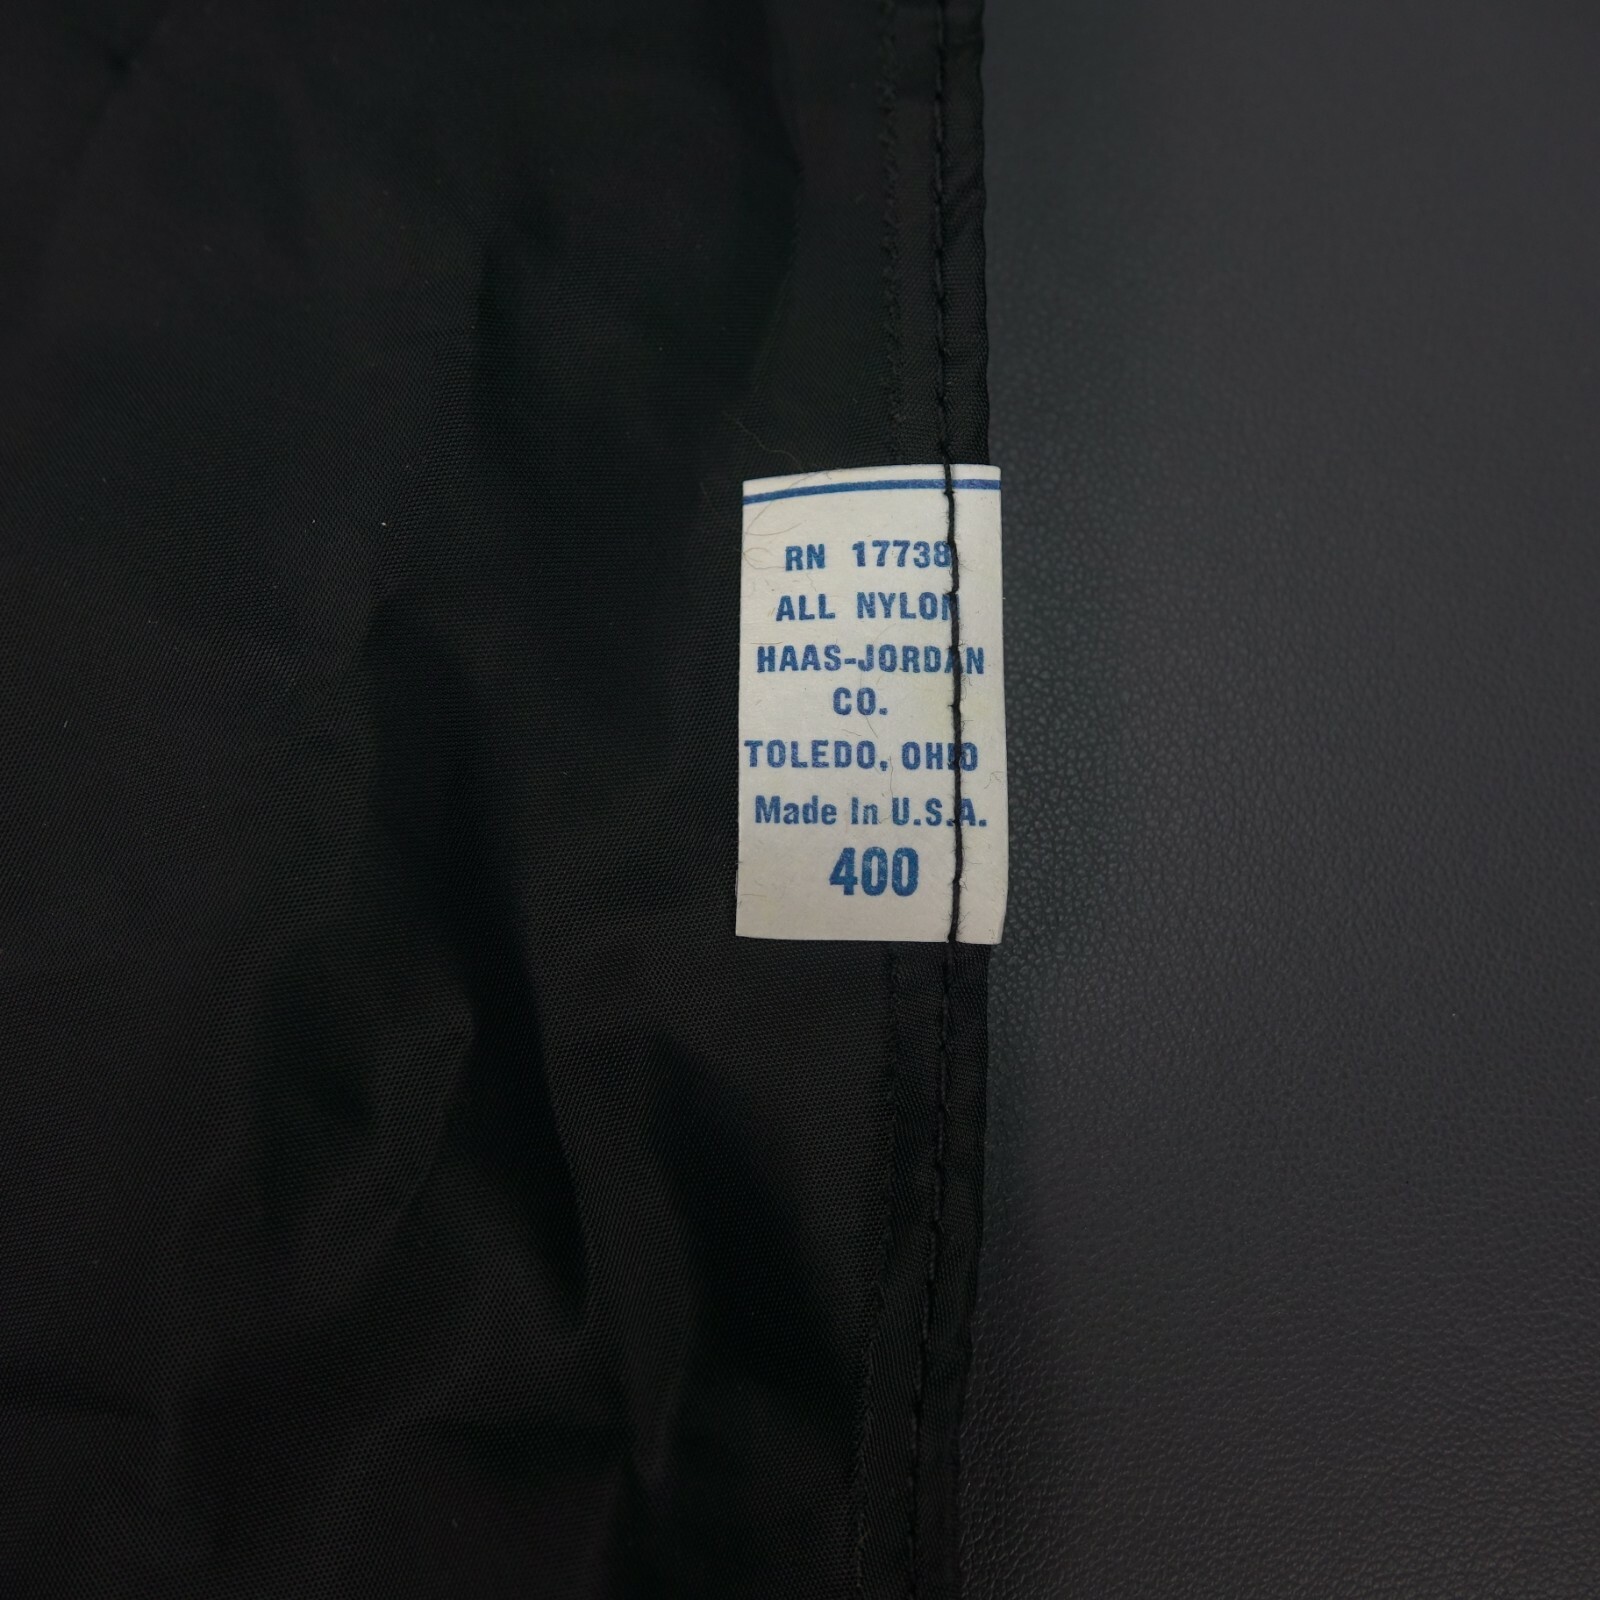 RN 17738
ALL NYLON
HAAS-JORDAN
CO.
TOLEDO, OHIO
Made In U.S.A.
400